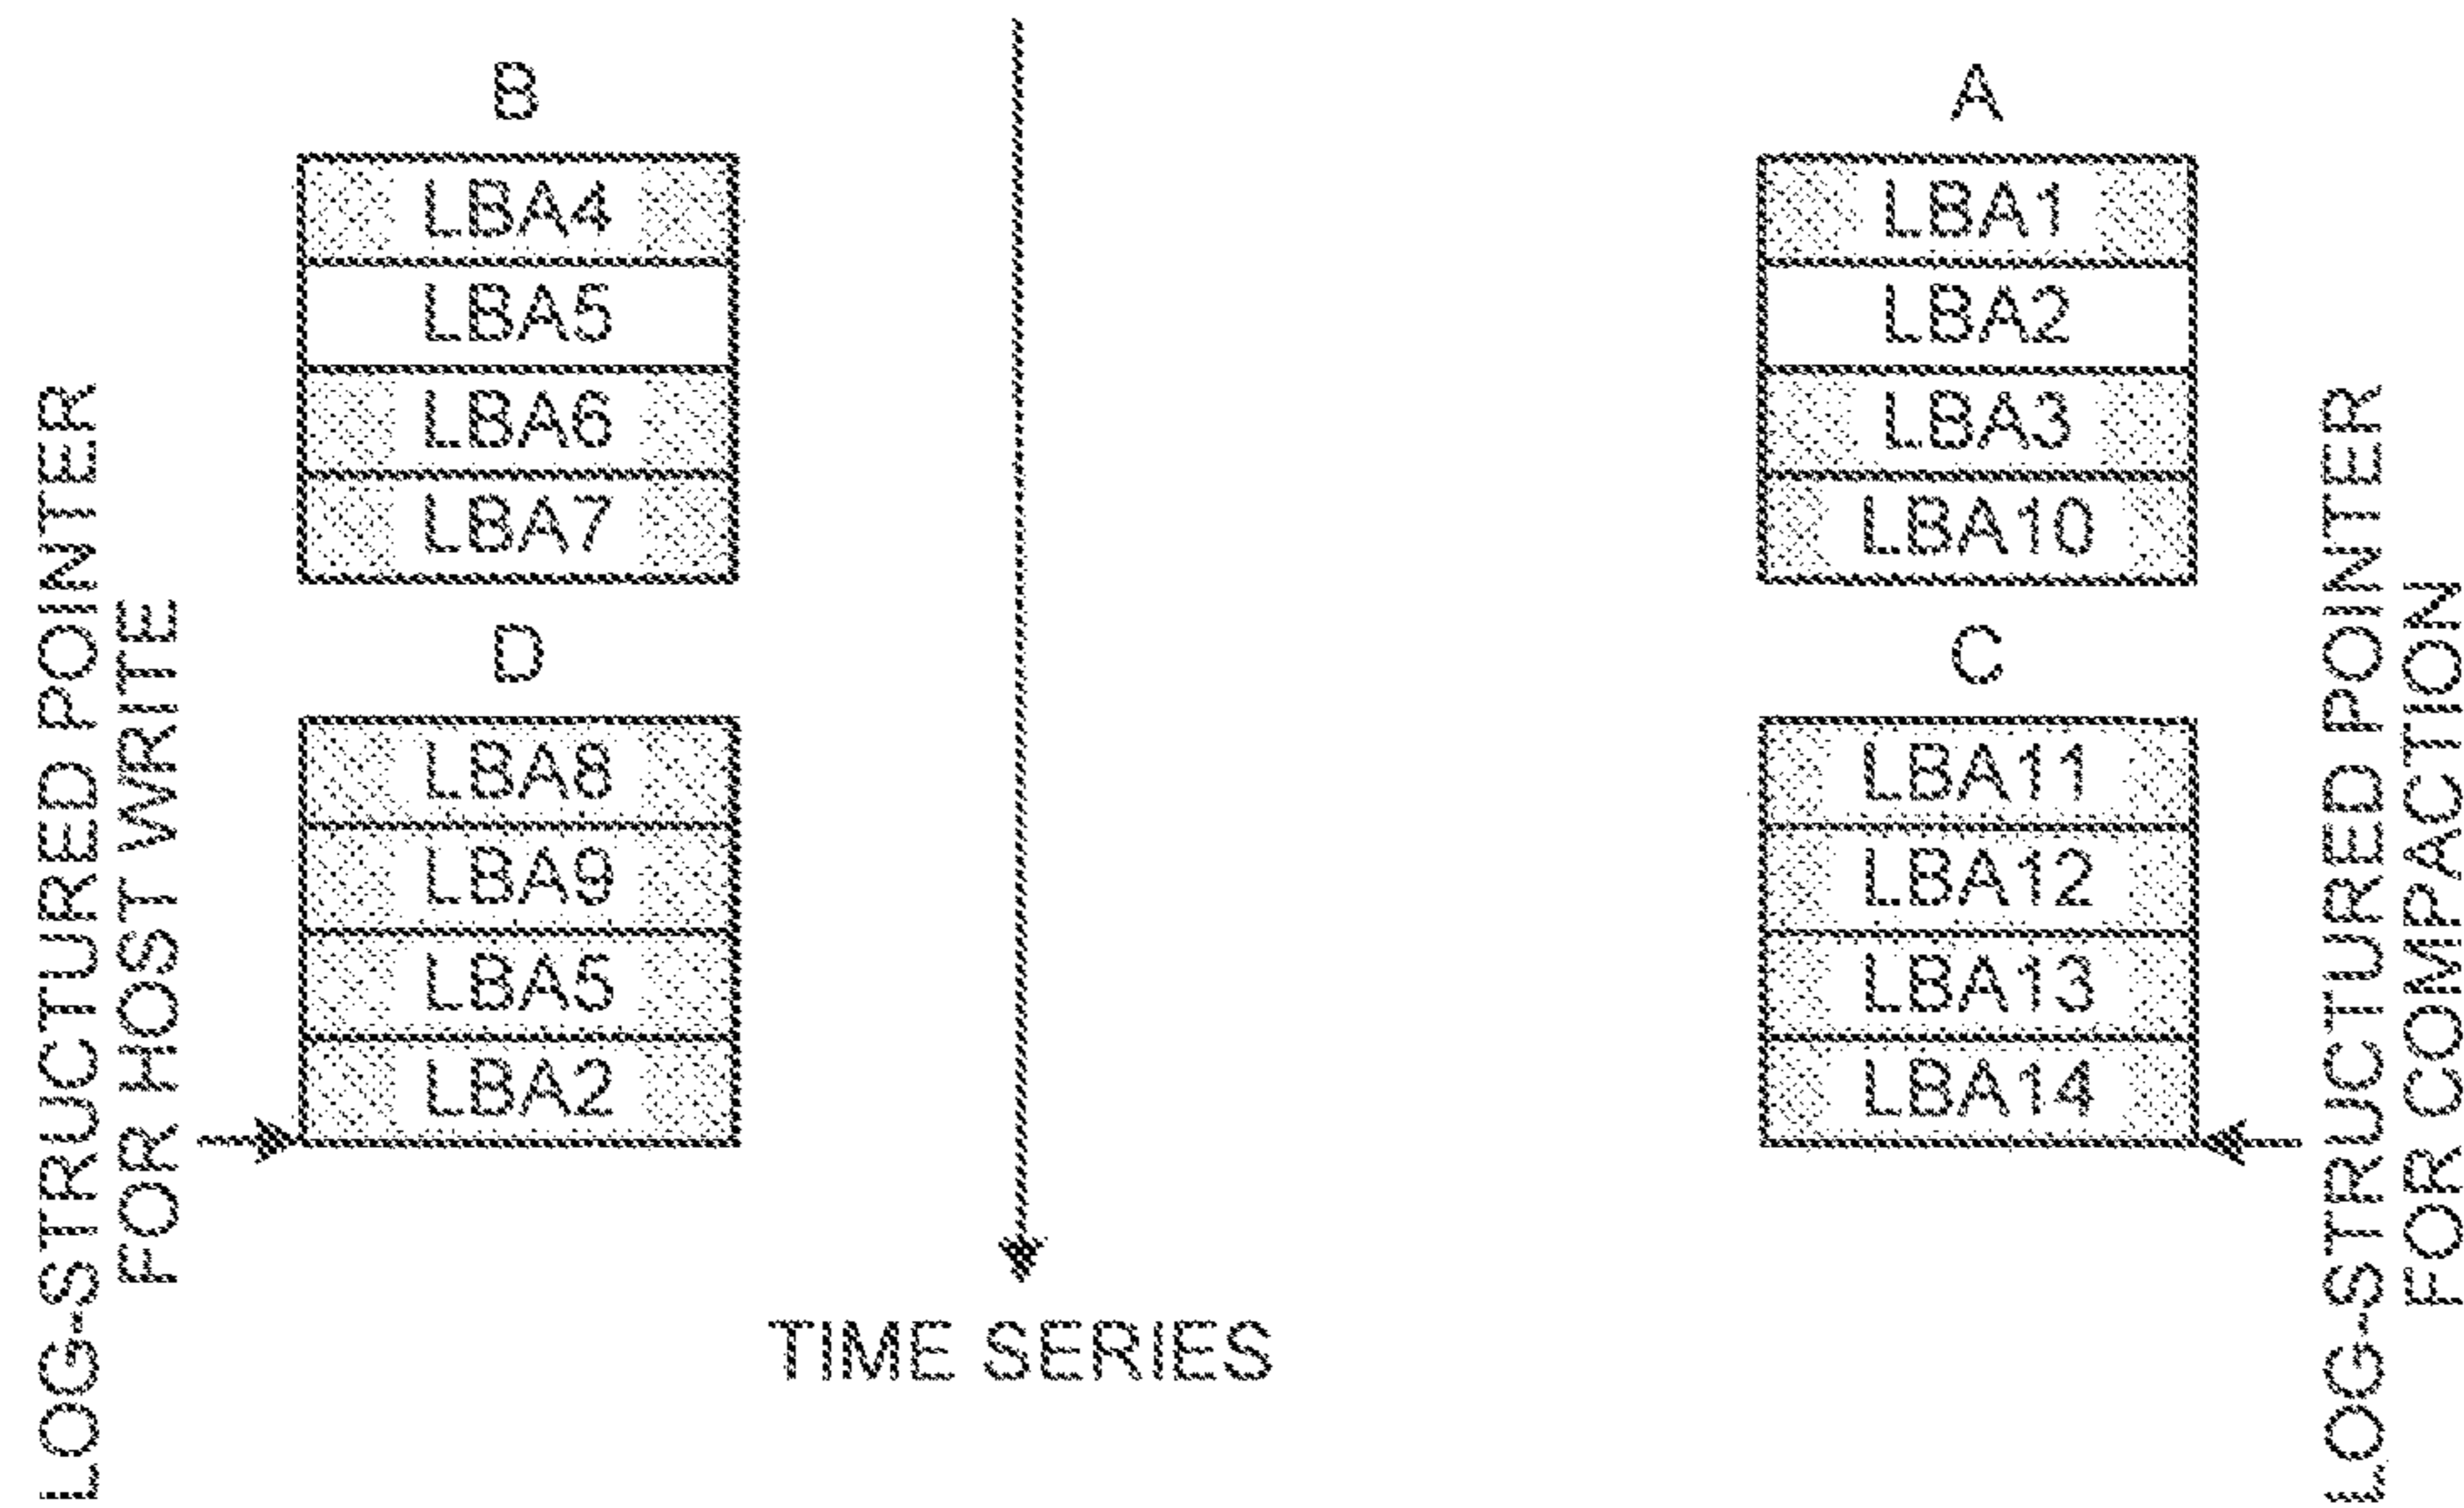 LOG-STRUCTURED POINTER
FOR HOST WRITE
B
LBA4
LBA5
LBA6
LBA7
D
LBA8
LBA9
LBA5
LBA2
TIME SERIES
A
LBA1
LBA2
LBA3
LBA10
C
LBA11
LBA12
LBA13
LBA14
LOG-STRUCTURED POINTER
FOR COMPACTION